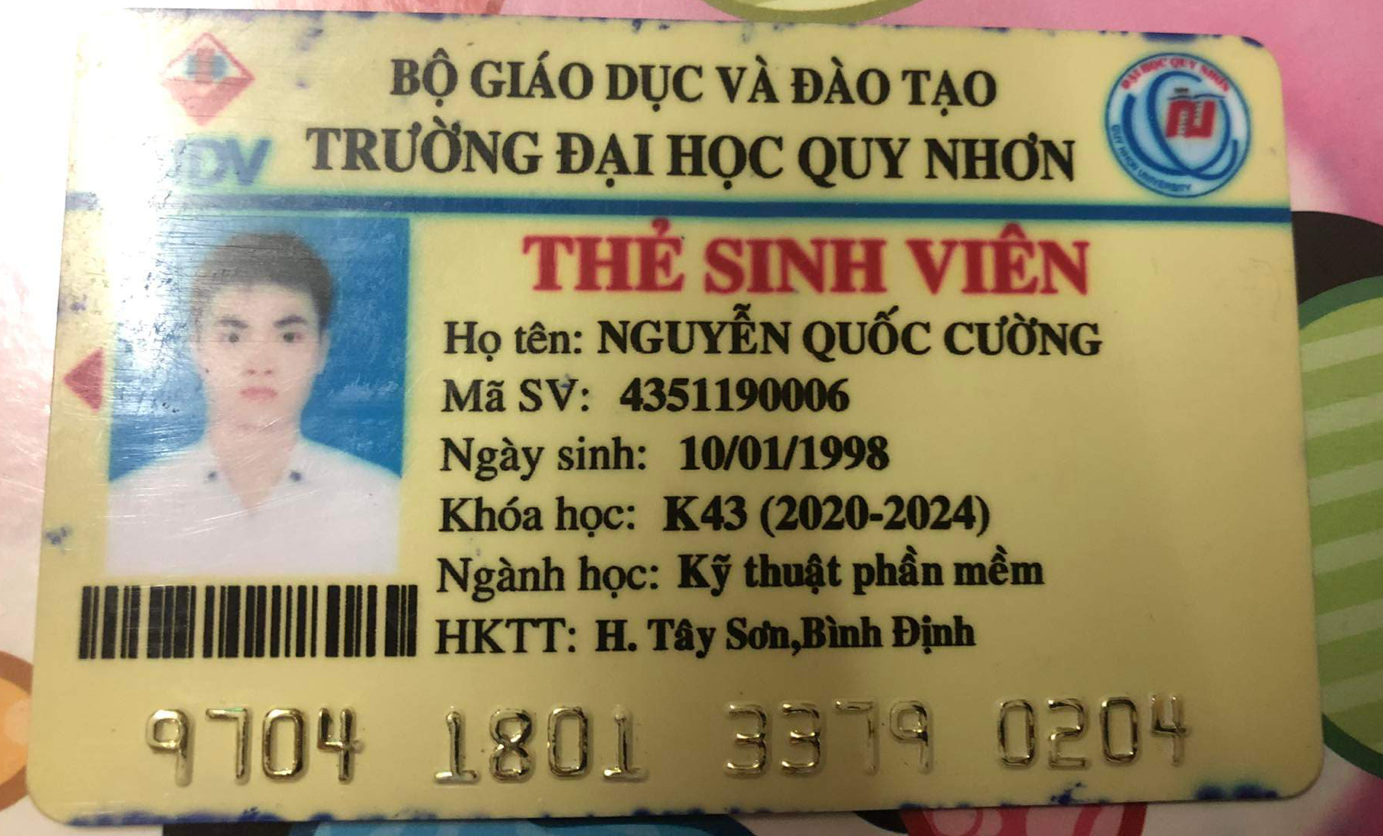 BỘ GIÁO DỤC VÀ ĐÀO TẠO
TRƯỜNG ĐẠI HỌC QUY NHƠN
ĐẠI HỌC QUY NHƠN
QUY NHON UNIVERSITY
THẺ SINH VIÊN
Họ tên: NGUYỄN QUỐC CƯỜNG
Mã SV: 4351190006
Ngày sinh: 10/01/1998
Khóa học: K43 (2020-2024)
Ngành học: Kỹ thuật phần mềm
HKTT: H. Tây Sơn,Bình Định
9704 1801 3379 0204